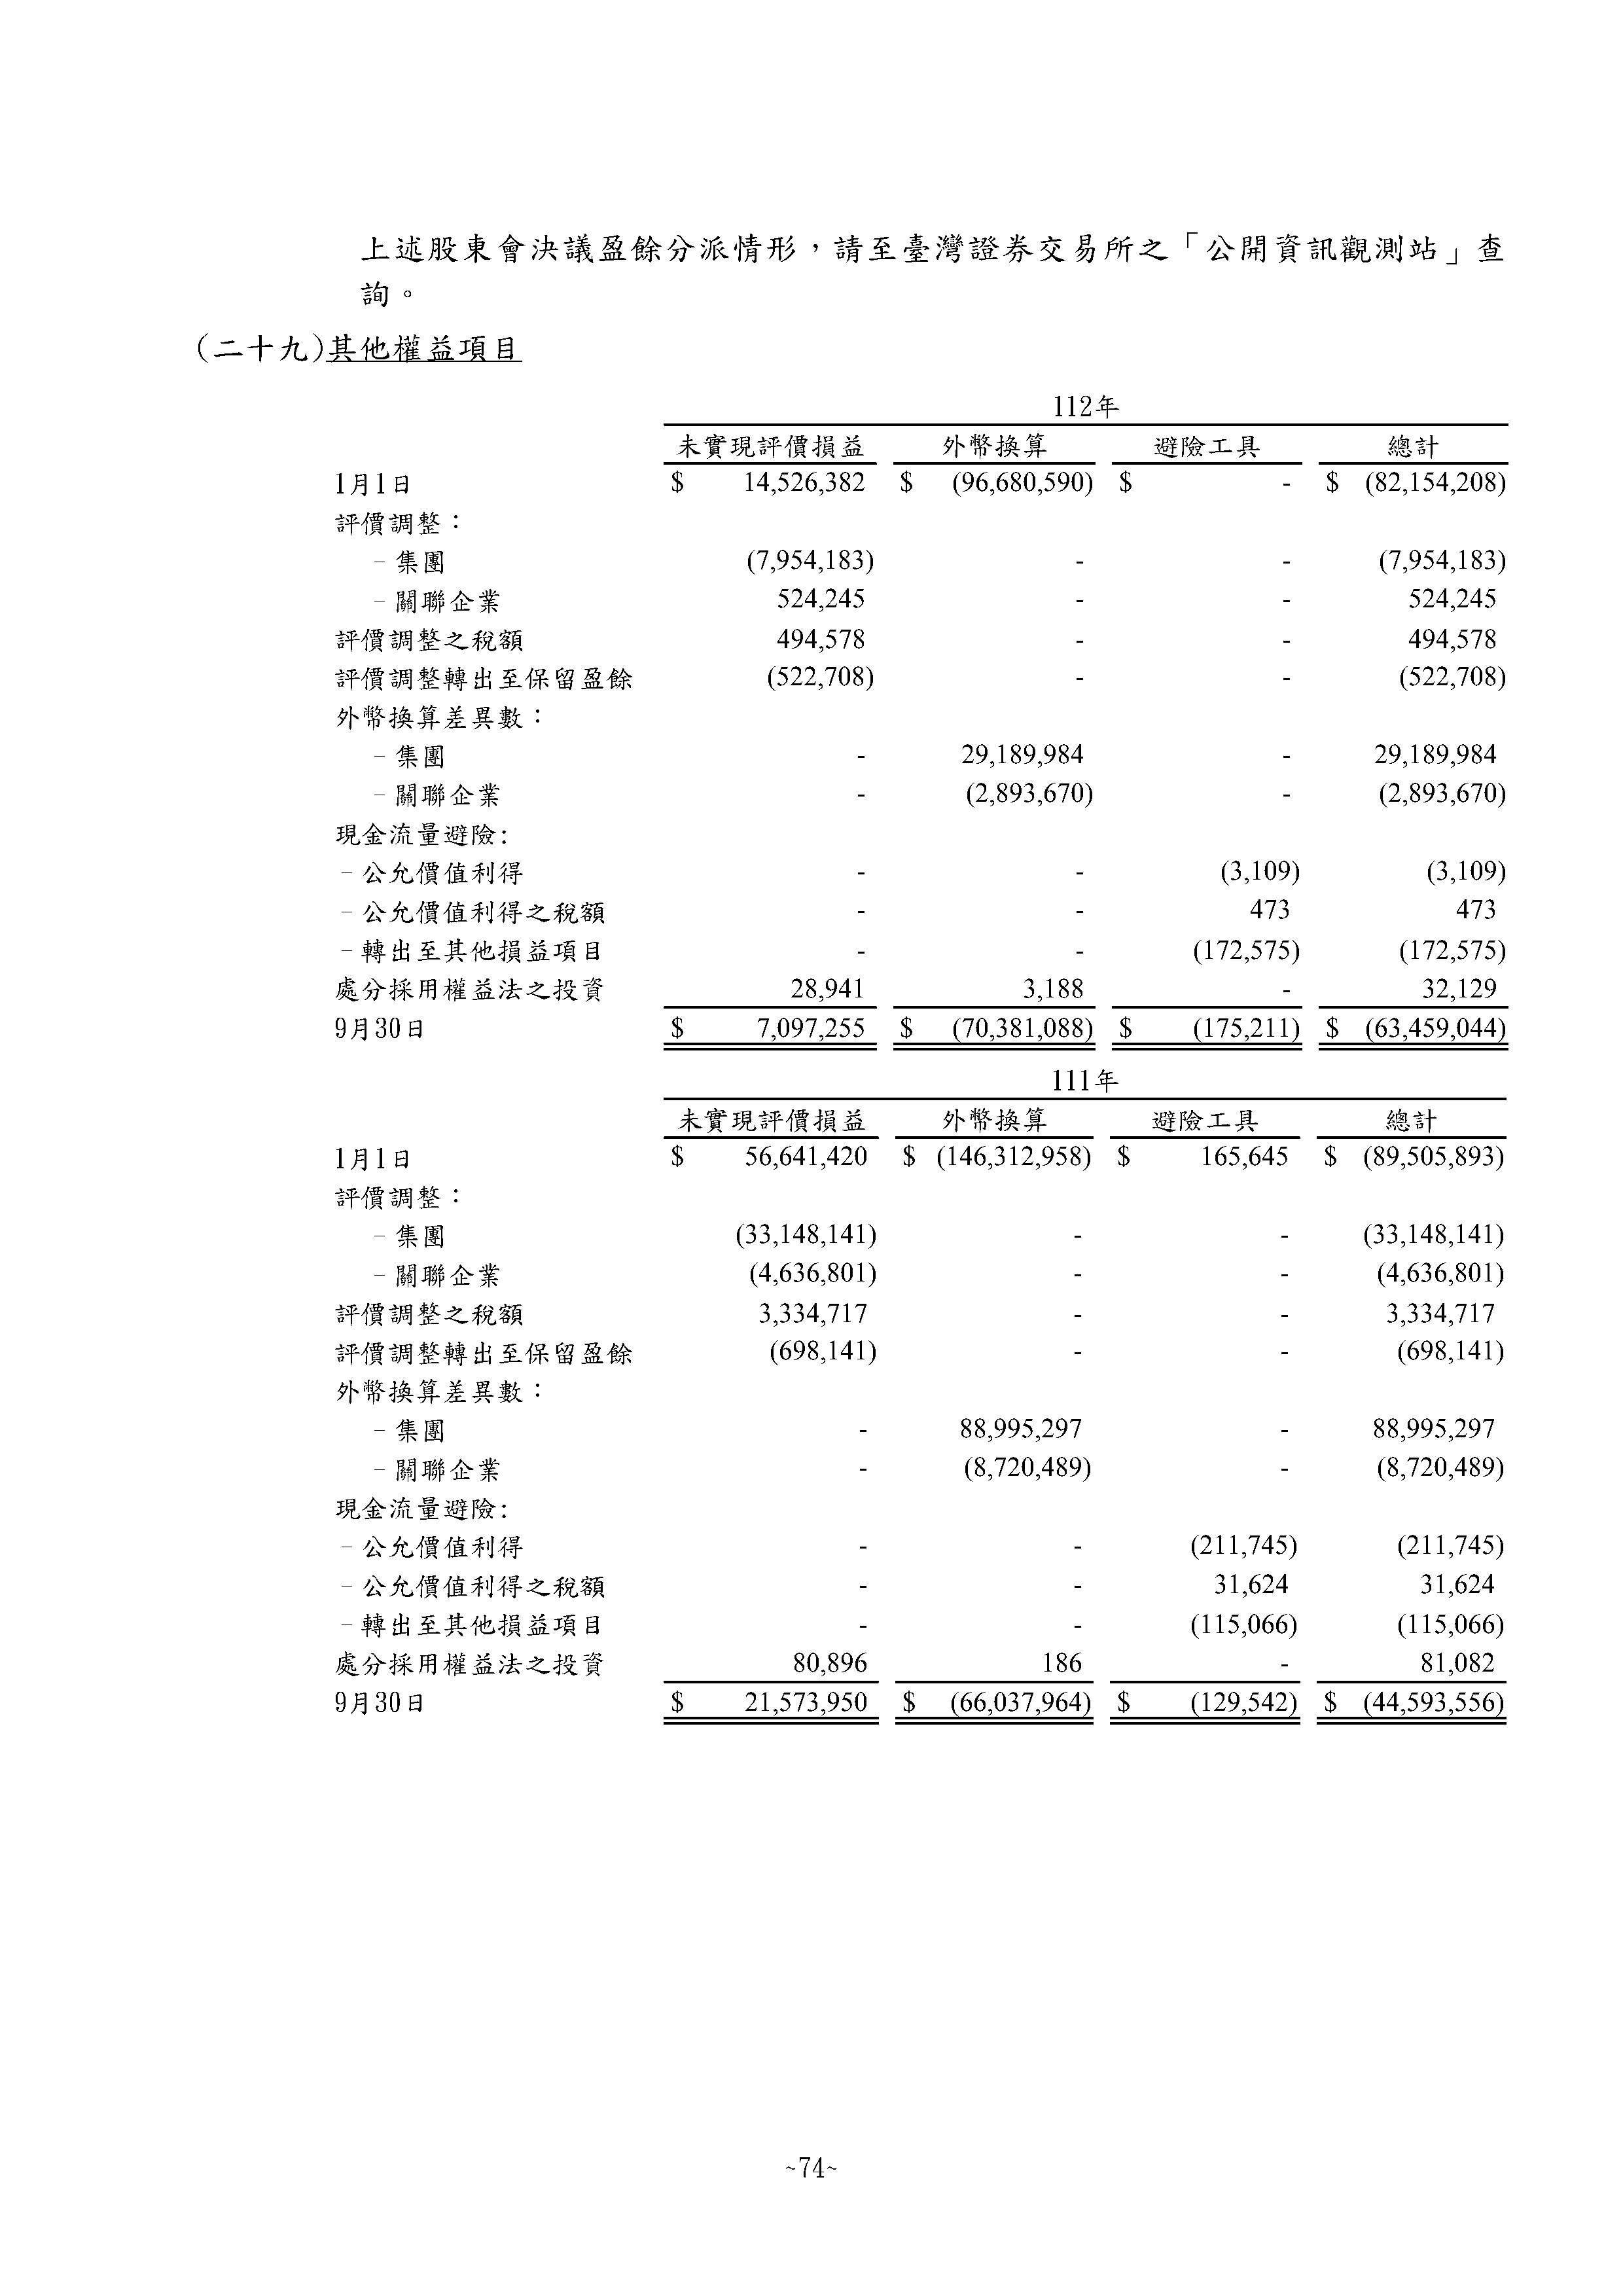 上述股東會決議盈餘分派情形，請至臺灣證券交易所之「公開資訊觀測站」查
詢。
(二十九)其他權益項目
112年
未實現評價損益 外幣換算 避險工具 總計
1月1日 $ 14,526,382 $ (96,680,590) $ - $ (82,154,208)
評價調整：
–集團 (7,954,183) - - (7,954,183)
–關聯企業 524,245 - - 524,245
評價調整之稅額 494,578 - - 494,578
評價調整轉出至保留盈餘 (522,708) - - (522,708)
外幣換算差異數：
–集團 - 29,189,984 - 29,189,984
–關聯企業 - (2,893,670) - (2,893,670)
現金流量避險:
–公允價值利得 - - (3,109) (3,109)
–公允價值利得之稅額 - - 473 473
–轉出至其他損益項目 - - (172,575) (172,575)
處分採用權益法之投資 28,941 3,188 - 32,129
9月30日 $ 7,097,255 $ (70,381,088) $ (175,211) $ (63,459,044)
111年
未實現評價損益 外幣換算 避險工具 總計
1月1日 $ 56,641,420 $ (146,312,958) $ 165,645 $ (89,505,893)
評價調整：
–集團 (33,148,141) - - (33,148,141)
–關聯企業 (4,636,801) - - (4,636,801)
評價調整之稅額 3,334,717 - - 3,334,717
評價調整轉出至保留盈餘 (698,141) - - (698,141)
外幣換算差異數：
–集團 - 88,995,297 - 88,995,297
–關聯企業 - (8,720,489) - (8,720,489)
現金流量避險:
–公允價值利得 - - (211,745) (211,745)
–公允價值利得之稅額 - - 31,624 31,624
–轉出至其他損益項目 - - (115,066) (115,066)
處分採用權益法之投資 80,896 186 - 81,082
9月30日 $ 21,573,950 $ (66,037,964) $ (129,542) $ (44,593,556)
~74~